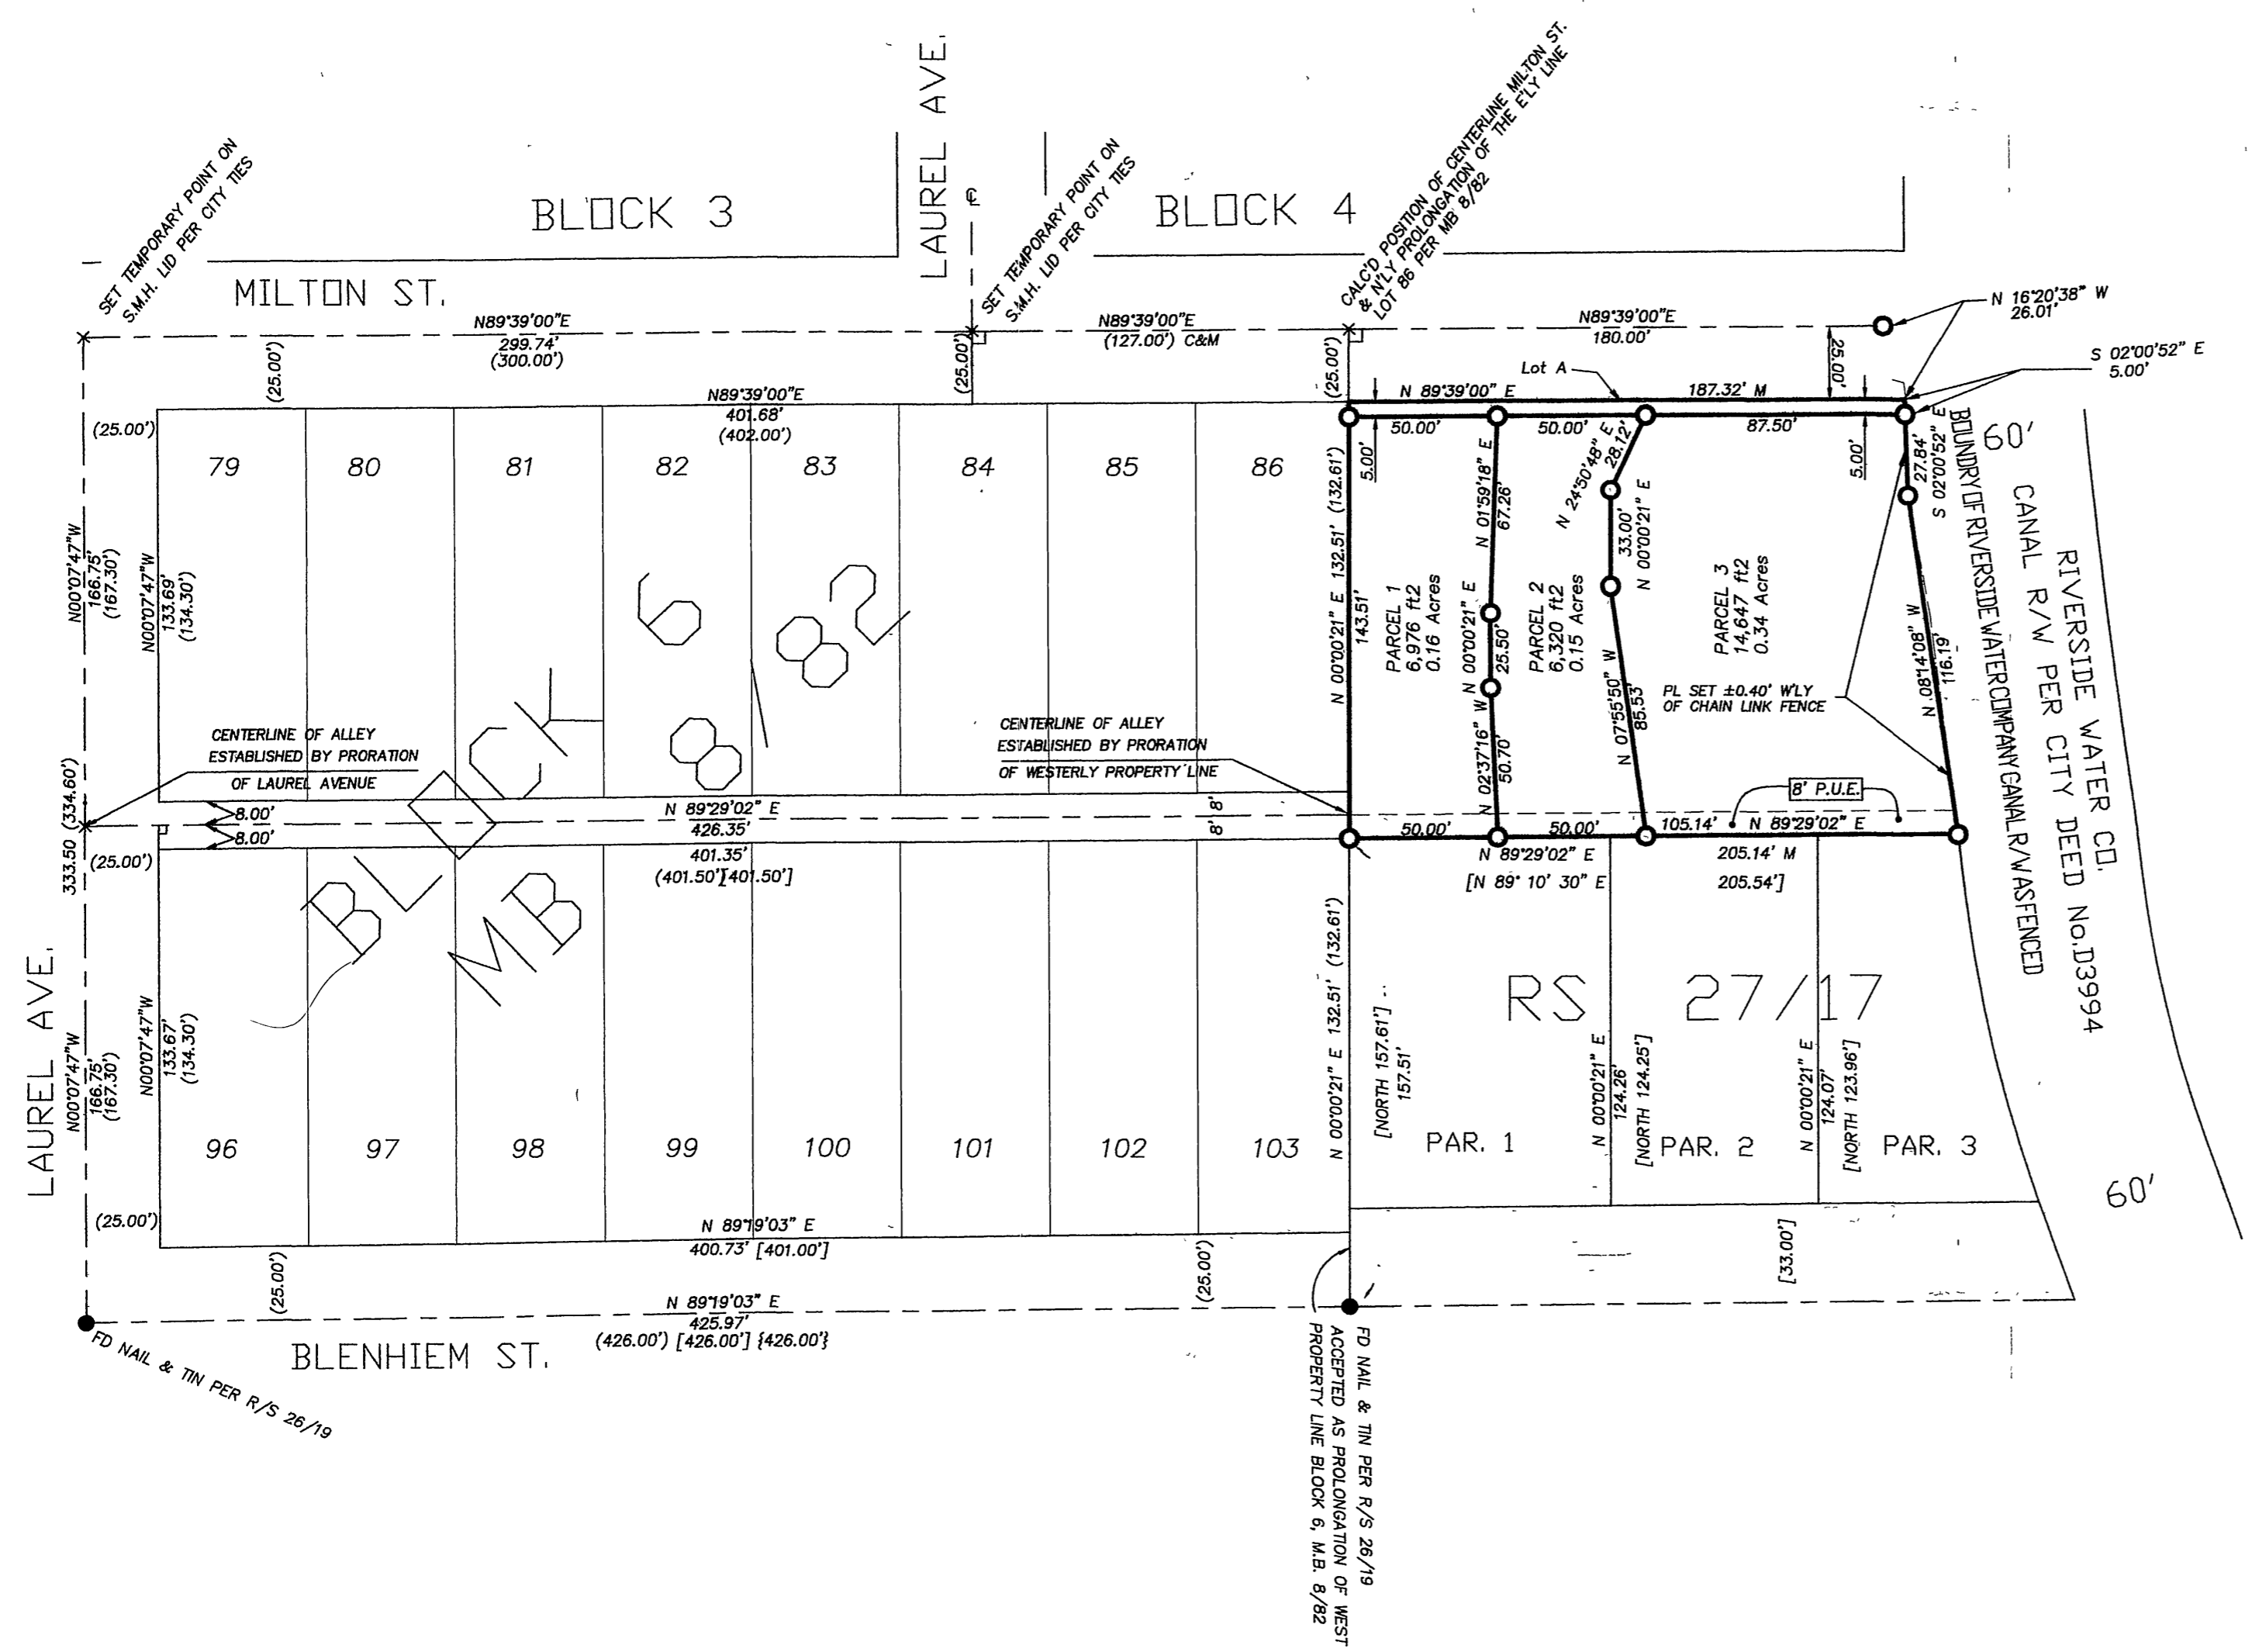 LAUREL AVE.
℄
BLOCK 3
BLOCK 4
MILTON ST.
SET TEMPORARY POINT ON
S.M.H. LID PER CITY TIES
SET TEMPORARY POINT ON
S.M.H. LID PER CITY TIES
CALC'D POSITION OF CENTERLINE MILTON ST.
& N'LY PROLONGATION OF THE E'LY LINE
LOT 86 PER MB 8/82
N89°39'00"E
299.74'
(300.00')
N89°39'00"E
(127.00') C&M
N89°39'00"E
180.00'
N 16°20'38" W
26.01'
S 02°00'52" E
5.00'
(25.00')
(25.00')
(25.00')
25.00'
Lot A
N 89°39'00" E
187.32' M
N89°39'00"E
401.68'
(402.00')
(25.00')
50.00'
50.00'
87.50'
5.00'
5.00'
79
80
81
82
83
84
85
86
N00°07'47"W
166.75'
(167.30')
N00°07'47"W
133.69'
(134.30')
N 00°00'21" E 132.51' (132.61')
143.51'
PARCEL 1
6,976 ft2
0.16 Acres
N 01°59'18" E
67.26'
N 00°00'21" E
25.50'
N 02°37'16" W
50.70'
PARCEL 2
6,320 ft2
0.15 Acres
N 24°50'48" E
28.12'
33.00'
N 00°00'21" E
N 07°55'50" W
85.53'
PARCEL 3
14,647 ft2
0.34 Acres
27.84'
S 02°00'52" E
N 08°14'08" W
116.19'
PL SET ±0.40' W'LY
OF CHAIN LINK FENCE
BOUNDRY OF RIVERSIDE WATER COMPANY CANAL R/W AS FENCED
60'
RIVERSIDE WATER CO.
CANAL R/W PER CITY DEED No.D3994
60'
BLOCK 6
MB 8/82
CENTERLINE OF ALLEY
ESTABLISHED BY PRORATION
OF LAUREL AVENUE
CENTERLINE OF ALLEY
ESTABLISHED BY PRORATION
OF WESTERLY PROPERTY LINE
333.50 (334.60')
8.00'
8.00'
N 89°29'02" E
426.35'
8' 8'
401.35'
(401.50')[401.50']
(25.00')
8' P.U.E.
50.00'
50.00'
105.14'
N 89°29'02" E
N 89°29'02" E
205.14' M
[N 89° 10' 30" E
205.54']
LAUREL AVE.
N00°07'47"W
166.75'
(167.30')
N00°07'47"W
133.67'
(134.30')
96
97
98
99
100
101
102
103
N 00°00'21" E 132.51' (132.61')
[NORTH 157.61']
157.51'
RS 27/17
N 00°00'21" E
124.26'
[NORTH 124.25']
N 00°00'21" E
124.07'
[NORTH 123.96']
PAR. 1
PAR. 2
PAR. 3
(25.00')
N 89°19'03" E
400.73' [401.00']
(25.00')
(25.00')
[33.00']
N 89°19'03" E
425.97'
(426.00') [426.00'] {426.00'}
BLENHIEM ST.
FD NAIL & TIN PER R/S 26/19
FD NAIL & TIN PER R/S 26/19
ACCEPTED AS PROLONGATION OF WEST
PROPERTY LINE BLOCK 6, M.B. 8/82